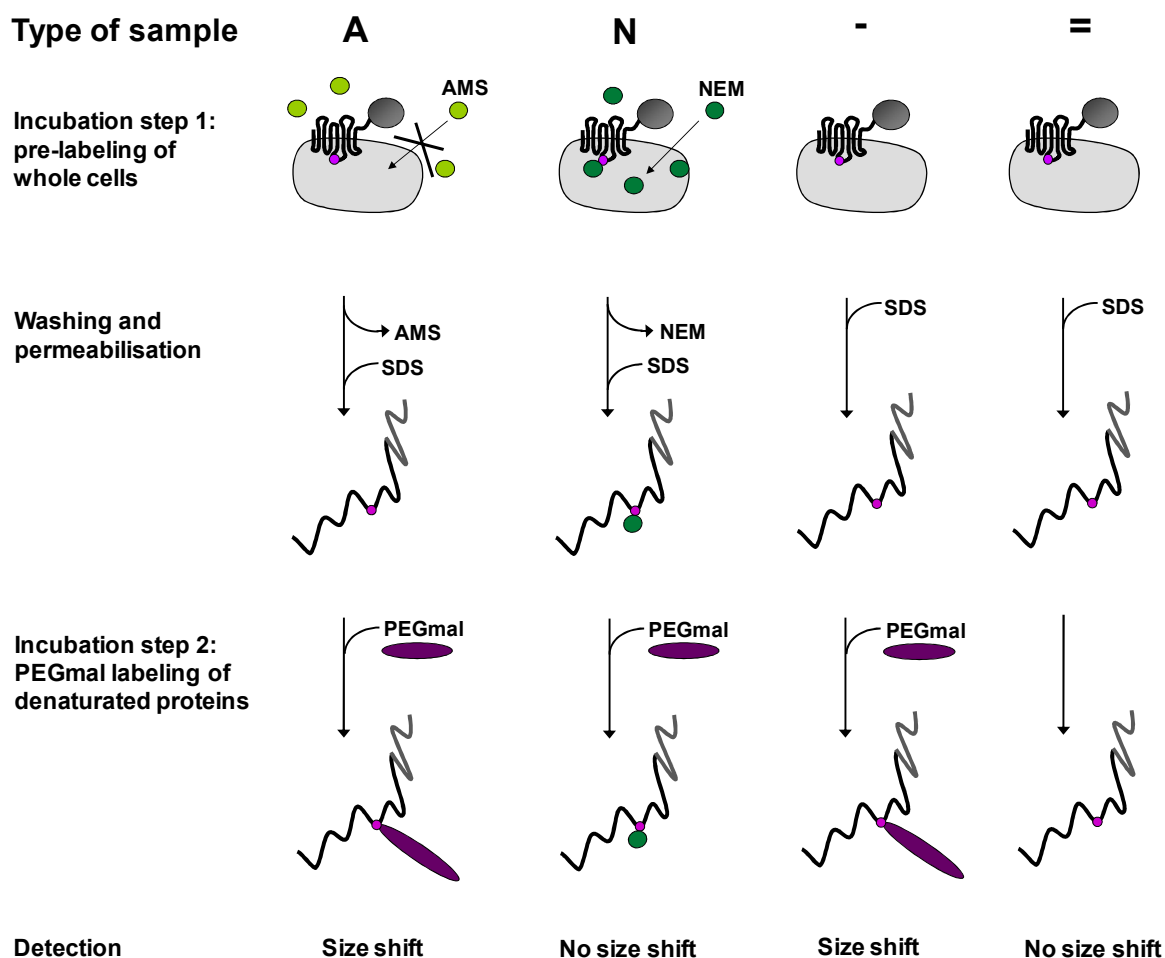 Type of sample A N - =
AMS NEM
Incubation step 1:
pre-labeling of
whole cells
SDS SDS
Washing and
permeabilisation
AMS NEM
SDS SDS
PEGmal PEGmal PEGmal
Incubation step 2:
PEGmal labeling of
denaturated proteins
Detection Size shift No size shift Size shift No size shift